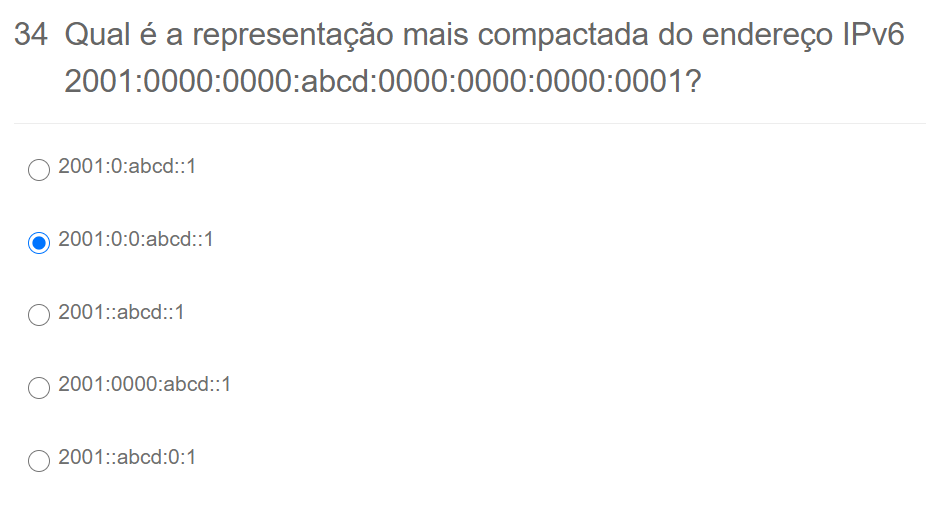 34 Qual é a representação mais compactada do endereço IPv6
2001:0000:0000:abcd:0000:0000:0000:0001?
2001:0:abcd::1
2001:0:0:abcd::1
2001::abcd::1
2001:0000:abcd::1
2001::abcd:0:1